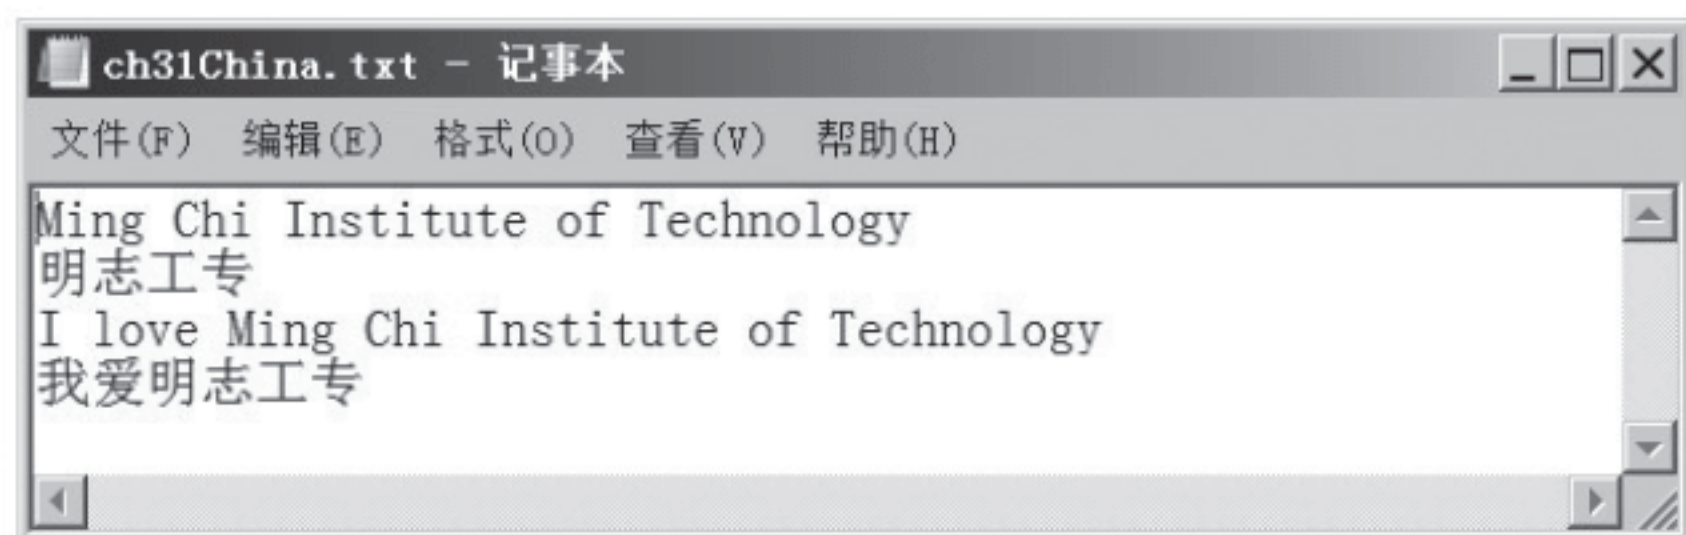 ch31China.txt - 记事本
文件(F) 编辑(E) 格式(O) 查看(V) 帮助(H)
Ming Chi Institute of Technology
明志工专
I love Ming Chi Institute of Technology
我爱明志工专